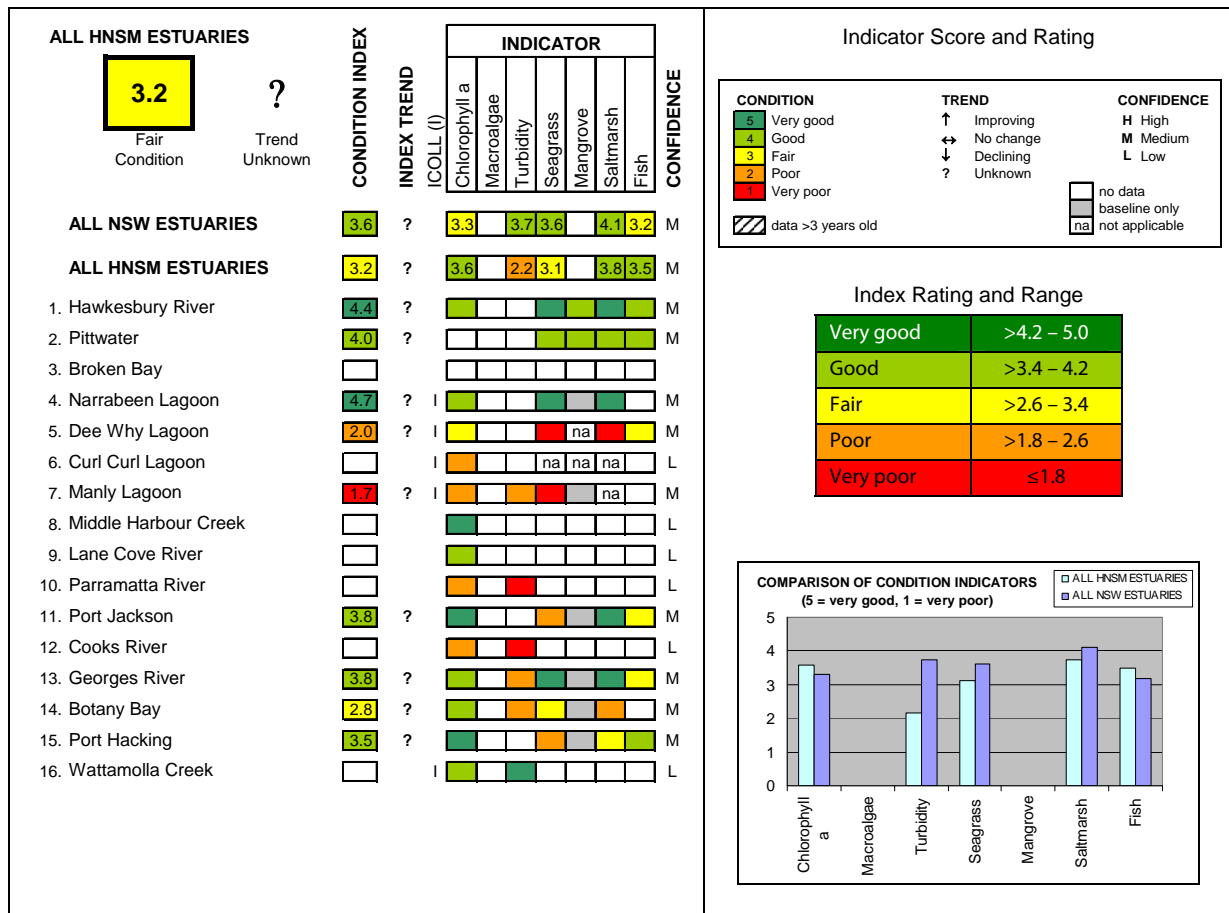 ALL HNSM ESTUARIES
3.2
?
Fair Condition
Trend Unknown
CONDITION INDEX
INDEX TREND
ICOLL (I)
INDICATOR
Chlorophyll a
Macroalgae
Turbidity
Seagrass
Mangrove
Saltmarsh
Fish
CONFIDENCE
ALL NSW ESTUARIES 3.6 ? 3.3 3.7 3.6 4.1 3.2 M
ALL HNSM ESTUARIES 3.2 ? 3.6 2.2 3.1 3.8 3.5 M
1. Hawkesbury River 4.4 ? M
2. Pittwater 4.0 ? M
3. Broken Bay
4. Narrabeen Lagoon 4.7 ? I M
5. Dee Why Lagoon 2.0 ? I na M
6. Curl Curl Lagoon I na na na L
7. Manly Lagoon 1.7 ? I na M
8. Middle Harbour Creek L
9. Lane Cove River L
10. Parramatta River L
11. Port Jackson 3.8 ? M
12. Cooks River L
13. Georges River 3.8 ? M
14. Botany Bay 2.8 ? M
15. Port Hacking 3.5 ? M
16. Wattamolla Creek I L
Indicator Score and Rating
CONDITION
5 Very good
4 Good
3 Fair
2 Poor
1 Very poor
data >3 years old
TREND
↑ Improving
↔ No change
↓ Declining
? Unknown
CONFIDENCE
H High
M Medium
L Low
no data
baseline only
na not applicable
Index Rating and Range
Very good >4.2 – 5.0
Good >3.4 – 4.2
Fair >2.6 – 3.4
Poor >1.8 – 2.6
Very poor ≤1.8
COMPARISON OF CONDITION INDICATORS
(5 = very good, 1 = very poor)
ALL HNSM ESTUARIES
ALL NSW ESTUARIES
5
4
3
2
1
0
Chlorophyll
a
Macroalgae
Turbidity
Seagrass
Mangrove
Saltmarsh
Fish